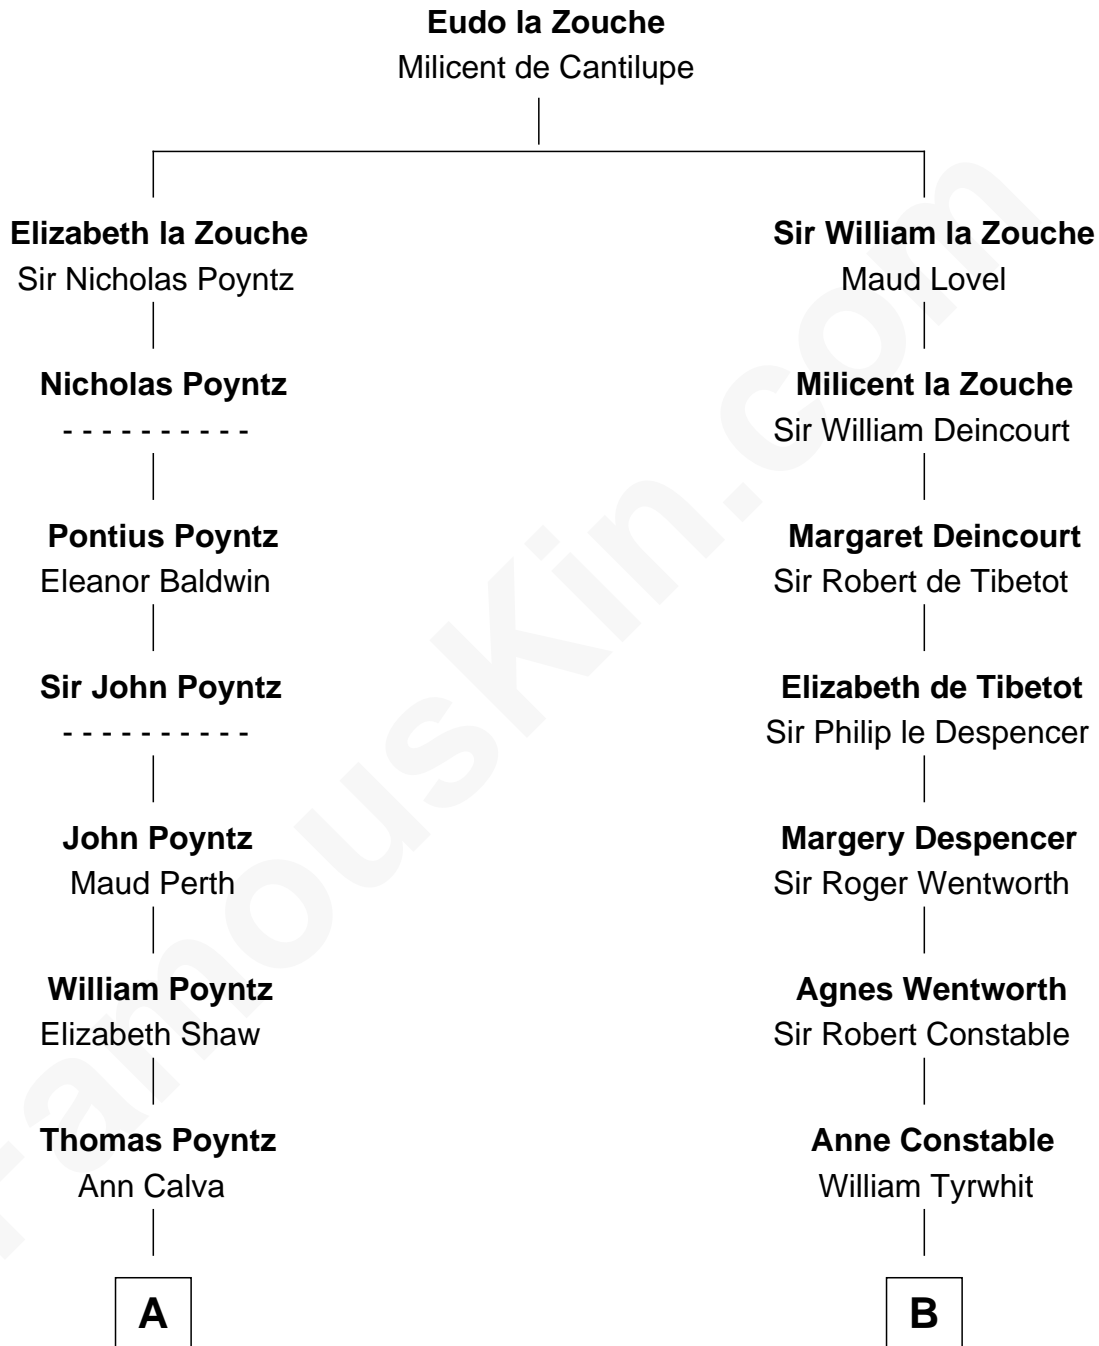 Eudo la Zouche
Milicent de Cantilupe
Elizabeth la Zouche
Sir Nicholas Poyntz
Sir William la Zouche
Maud Lovel
Nicholas Poyntz
- - - - - - - - - -
Milicent la Zouche
Sir William Deincourt
Pontius Poyntz
Eleanor Baldwin
Margaret Deincourt
Sir Robert de Tibetot
Sir John Poyntz
- - - - - - - - - -
Elizabeth de Tibetot
Sir Philip le Despencer
John Poyntz
Maud Perth
Margery Despencer
Sir Roger Wentworth
William Poyntz
Elizabeth Shaw
Agnes Wentworth
Sir Robert Constable
Thomas Poyntz
Ann Calva
Anne Constable
William Tyrwhit
A
B
FamousKin.com